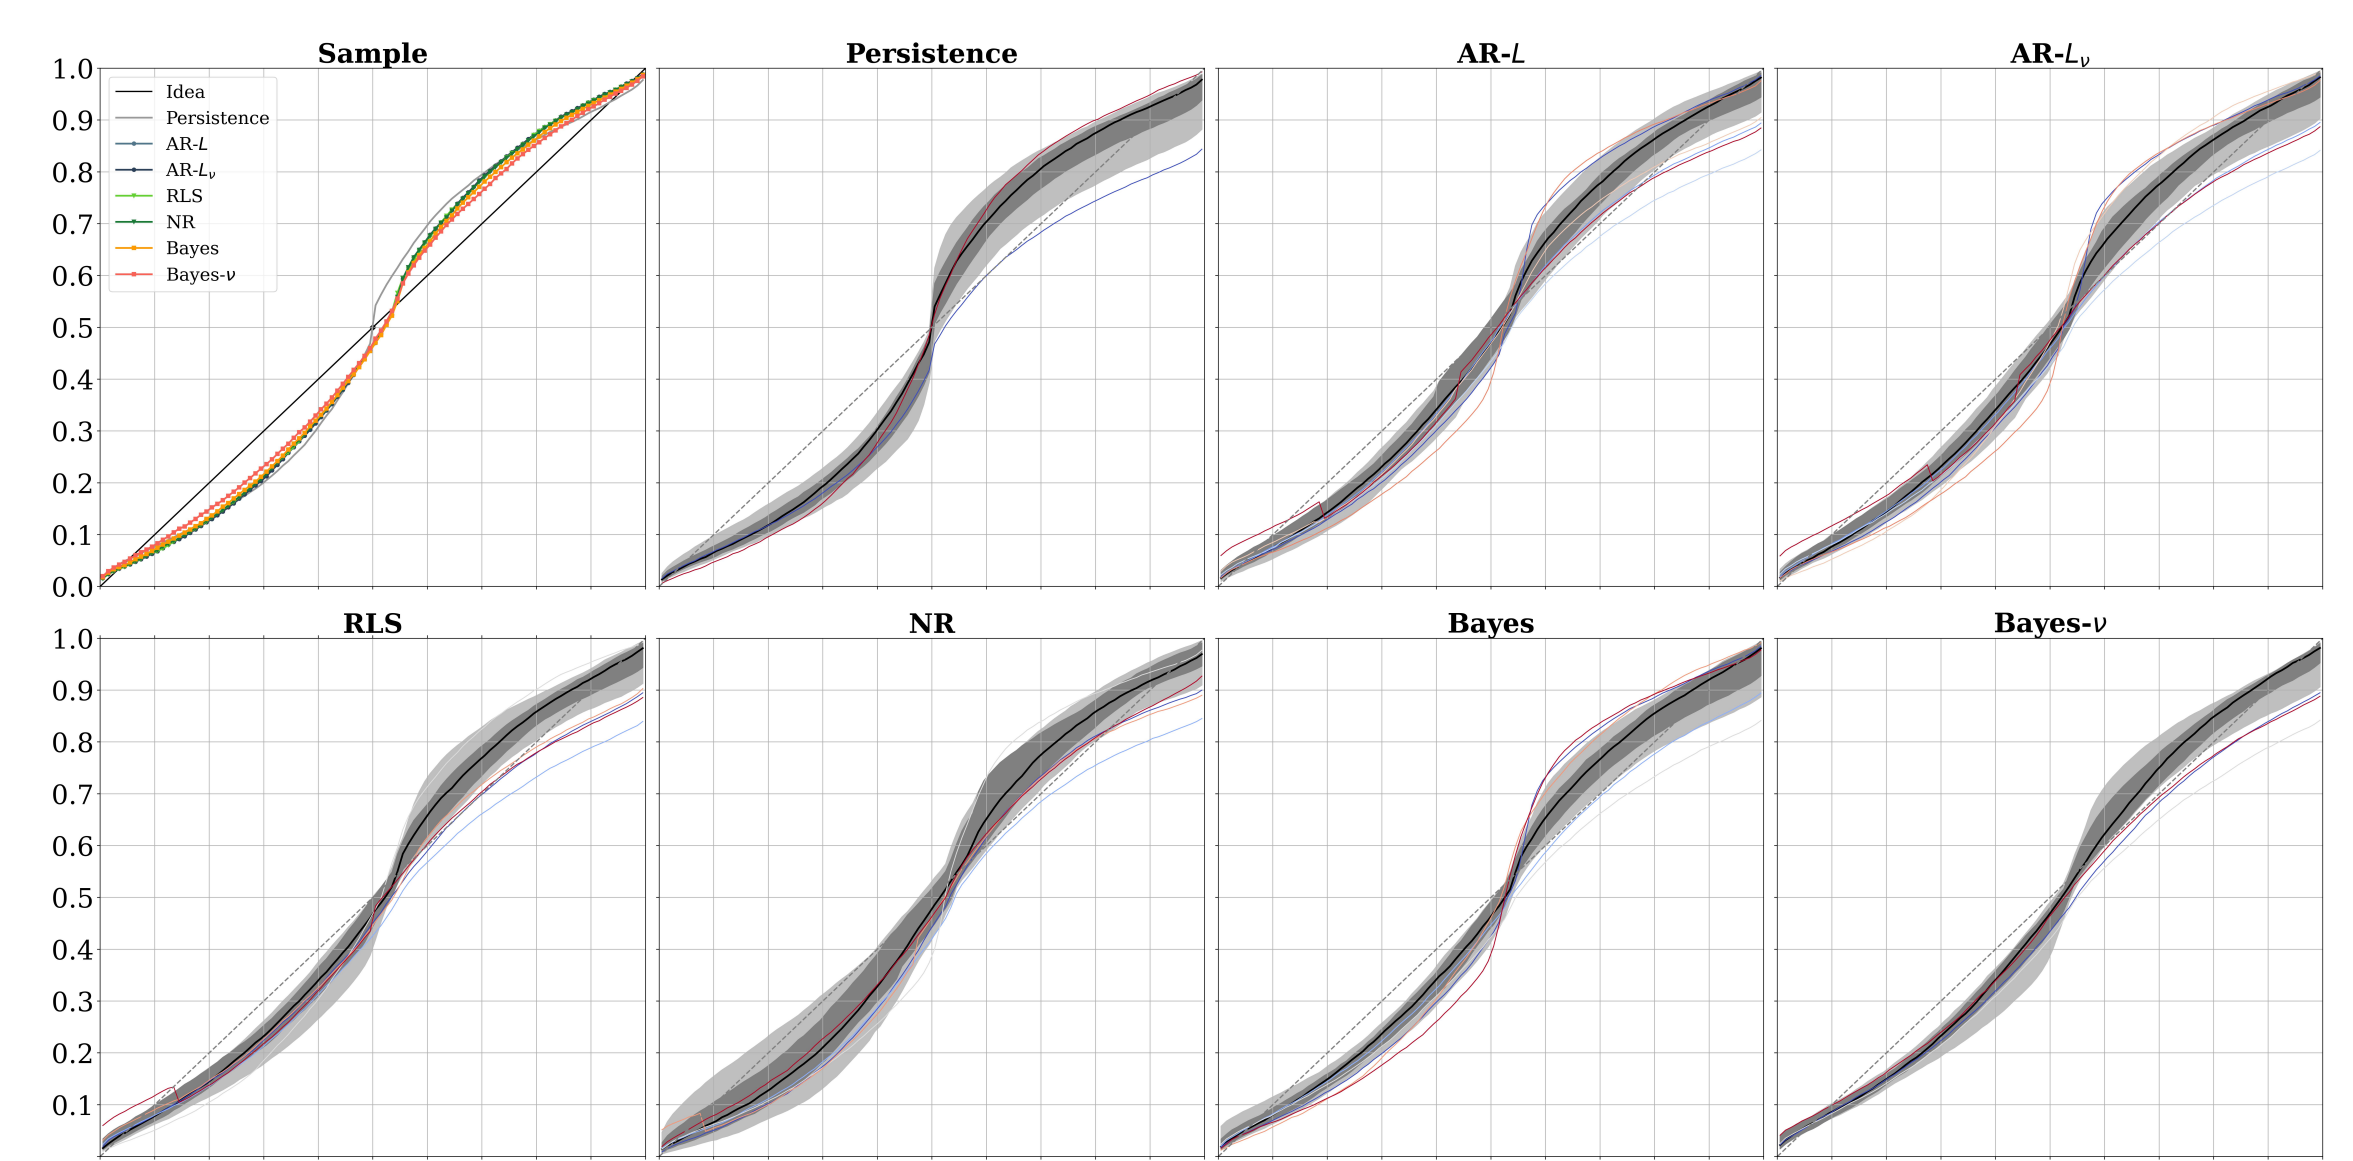 Sample
Persistence
AR-L
AR-Lν
1.0
0.9
0.8
0.7
0.6
0.5
0.4
0.3
0.2
0.1
0.0
Idea
Persistence
AR-L
AR-Lν
RLS
NR
Bayes
Bayes-ν
RLS
NR
Bayes
Bayes-ν
1.0
0.9
0.8
0.7
0.6
0.5
0.4
0.3
0.2
0.1